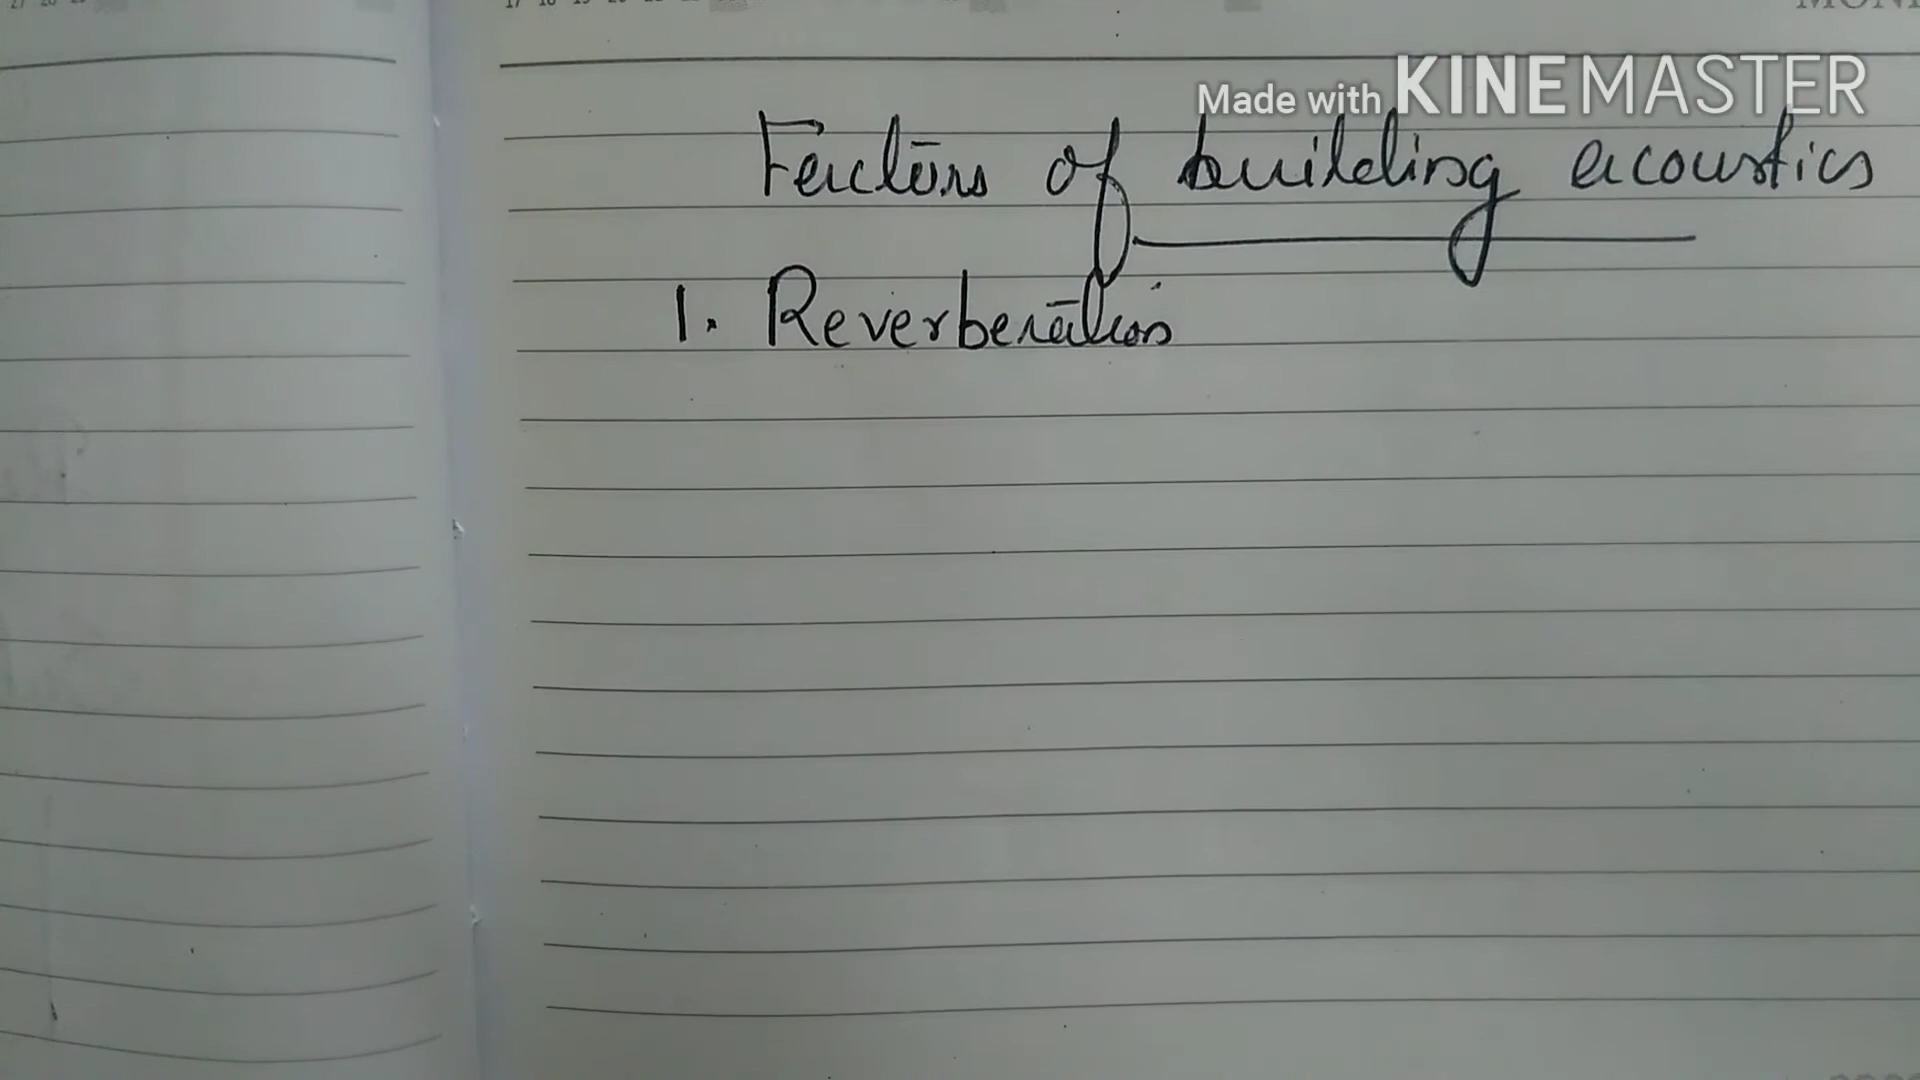 Made with KINEMASTER
Factors of building acoustics
1. Reverberation